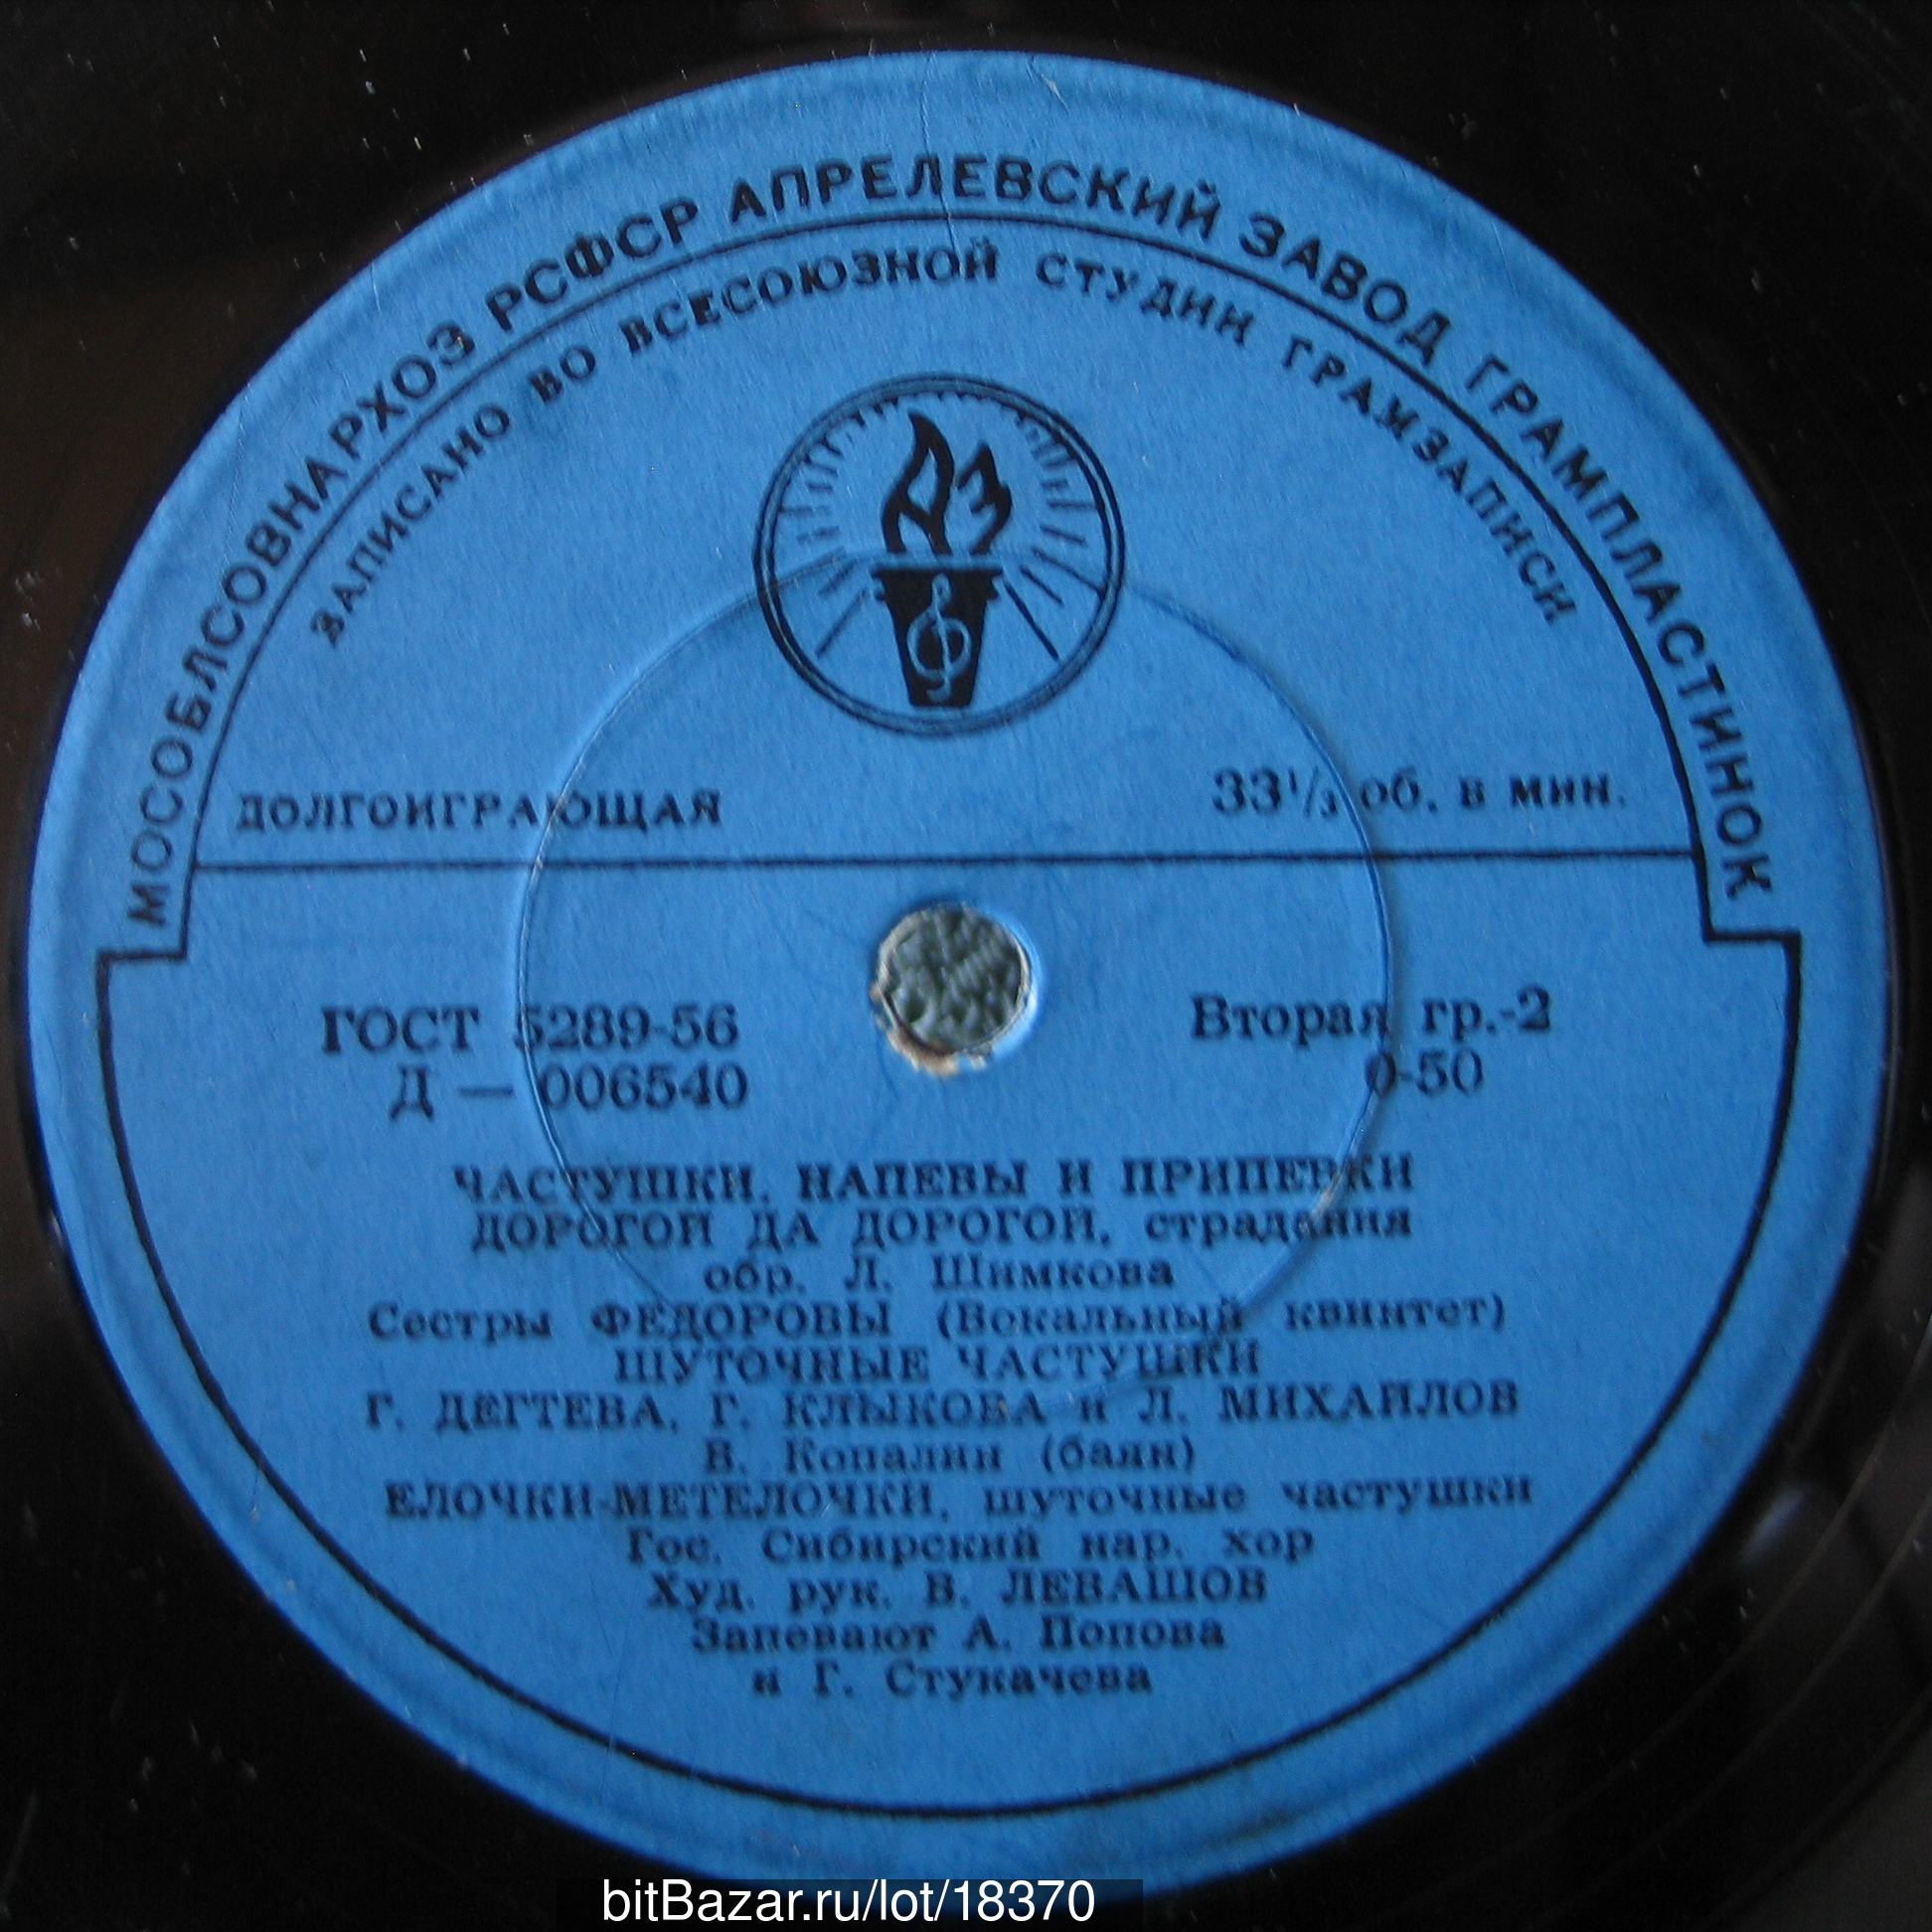 МОСОБЛСОВНАРХОЗ РСФСР АПРЕЛЕВСКИЙ ЗАВОД ГРАМПЛАСТИНОК
ЗАПИСАНО ВО ВСЕСОЮЗНОЙ СТУДИИ ГРАМЗАПИСИ
ДОЛГОИГРАЮЩАЯ
33⅓ об. в мин.
ГОСТ 5289-56
Вторая гр.-2
Д — 006540
0-50
ЧАСТУШКИ, НАПЕВЫ И ПРИПЕВКИ
ДОРОГОЙ ДА ДОРОГОЙ, страдания
обр. Л. Шимкова
Сестры ФЕДОРОВЫ (Вокальный квинтет)
ШУТОЧНЫЕ ЧАСТУШКИ
Г. ДЕГТЕВА, Г. КЛЫКОВА и Л. МИХАЙЛОВ
В. Копалин (баян)
ЕЛОЧКИ-МЕТЕЛОЧКИ, шуточные частушки
Гос. Сибирский нар. хор
Худ. рук. В. ЛЕВАШОВ
Запевают А. Попова
и Г. Стукачева
bitBazar.ru/lot/18370